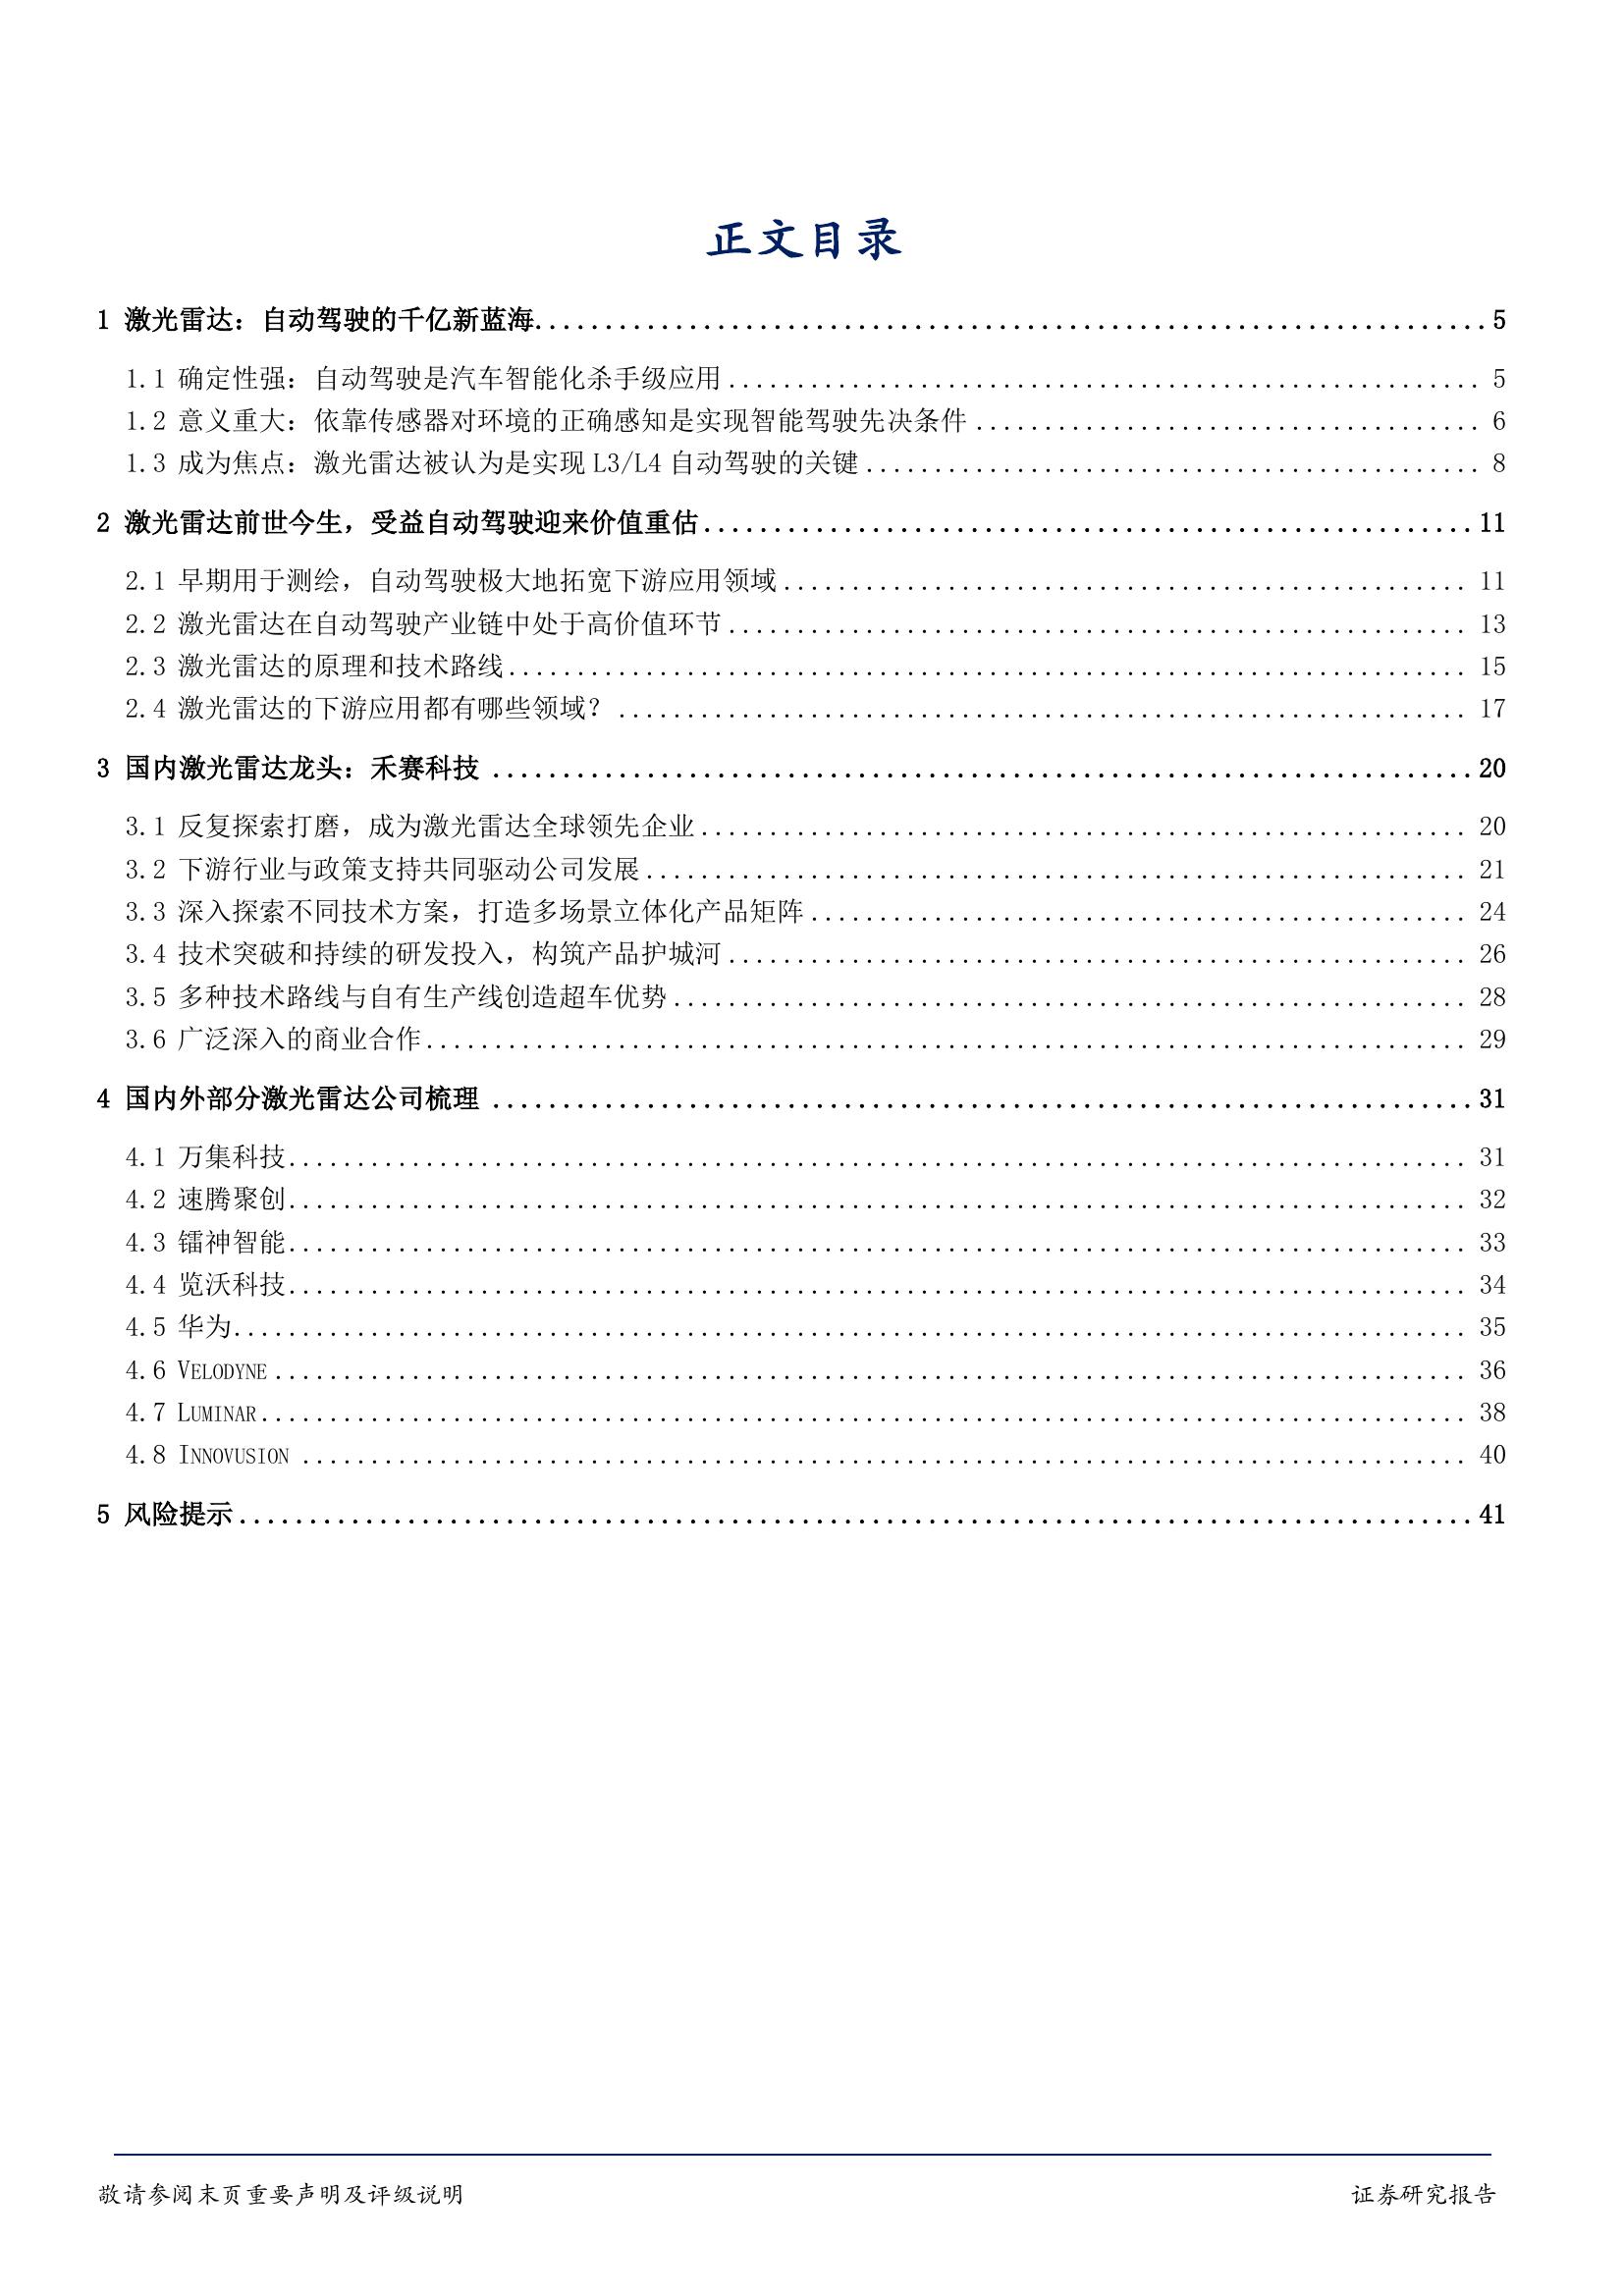 正文目录
1 激光雷达：自动驾驶的千亿新蓝海....................................................................5
1.1 确定性强：自动驾驶是汽车智能化杀手级应用....................................................... 5
1.2 意义重大：依靠传感器对环境的正确感知是实现智能驾驶先决条件..................................... 6
1.3 成为焦点：激光雷达被认为是实现 L3/L4 自动驾驶的关键............................................. 8
2 激光雷达前世今生，受益自动驾驶迎来价值重估.......................................................11
2.1 早期用于测绘，自动驾驶极大地拓宽下游应用领域.................................................. 11
2.2 激光雷达在自动驾驶产业链中处于高价值环节...................................................... 13
2.3 激光雷达的原理和技术路线...................................................................... 15
2.4 激光雷达的下游应用都有哪些领域？.............................................................. 17
3 国内激光雷达龙头：禾赛科技......................................................................20
3.1 反复探索打磨，成为激光雷达全球领先企业........................................................ 20
3.2 下游行业与政策支持共同驱动公司发展............................................................ 21
3.3 深入探索不同技术方案，打造多场景立体化产品矩阵................................................ 24
3.4 技术突破和持续的研发投入，构筑产品护城河...................................................... 26
3.5 多种技术路线与自有生产线创造超车优势.......................................................... 28
3.6 广泛深入的商业合作............................................................................ 29
4 国内外部分激光雷达公司梳理......................................................................31
4.1 万集科技...................................................................................... 31
4.2 速腾聚创...................................................................................... 32
4.3 镭神智能...................................................................................... 33
4.4 览沃科技...................................................................................... 34
4.5 华为.......................................................................................... 35
4.6 VELODYNE ....................................................................................... 36
4.7 LUMINAR........................................................................................ 38
4.8 INNOVUSION ..................................................................................... 40
5 风险提示........................................................................................41
敬请参阅末页重要声明及评级说明
证券研究报告